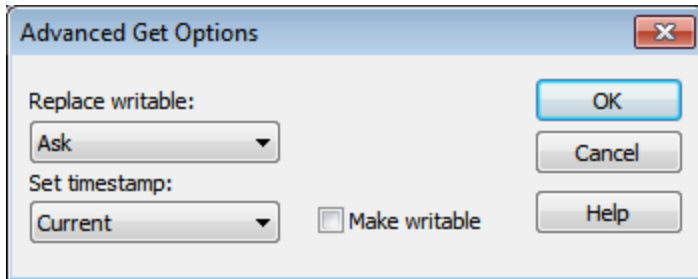 Advanced Get Options
Replace writable:
OK
Ask
Cancel
Set timestamp:
Current
Make writable
Help